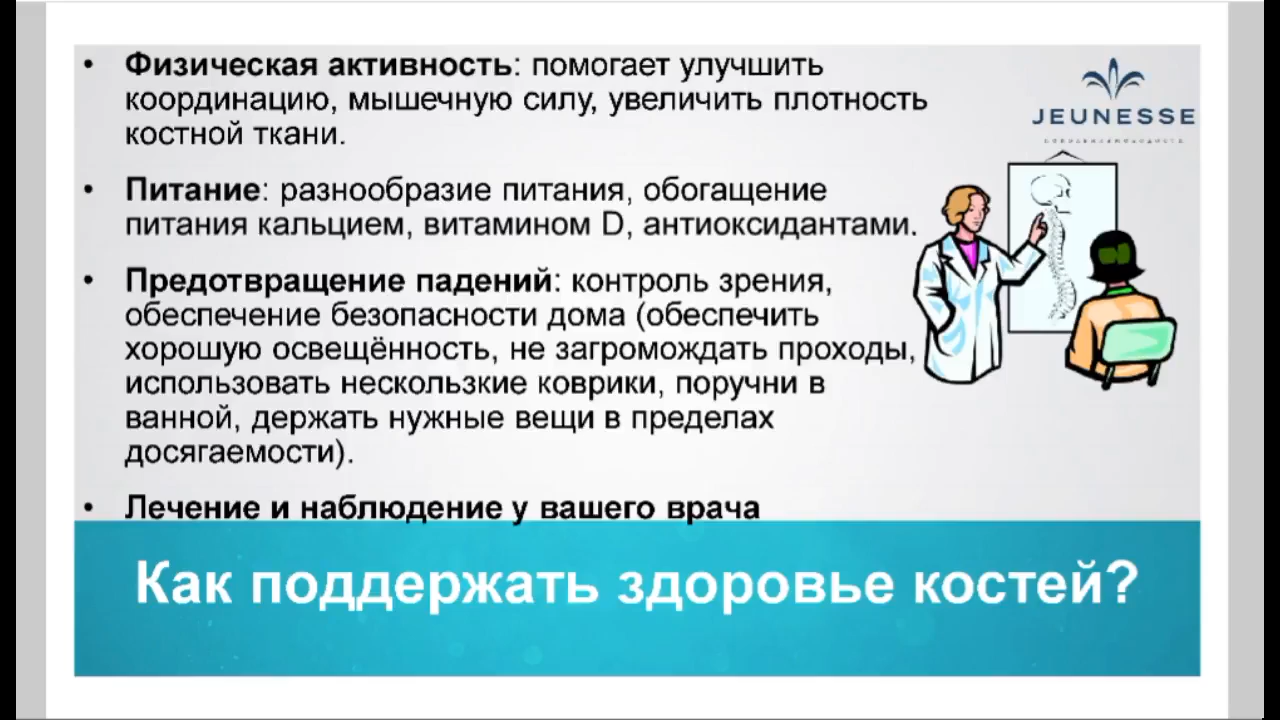 • Физическая активность: помогает улучшить
координацию, мышечную силу, увеличить плотность
костной ткани.
• Питание: разнообразие питания, обогащение
питания кальцием, витамином D, антиоксидантами.
• Предотвращение падений: контроль зрения,
обеспечение безопасности дома (обеспечить
хорошую освещённость, не загромождать проходы,
использовать нескользкие коврики, поручни в
ванной, держать нужные вещи в пределах
досягаемости).
• Лечение и наблюдение у вашего врача
JEUNESSE
Как поддержать здоровье костей?